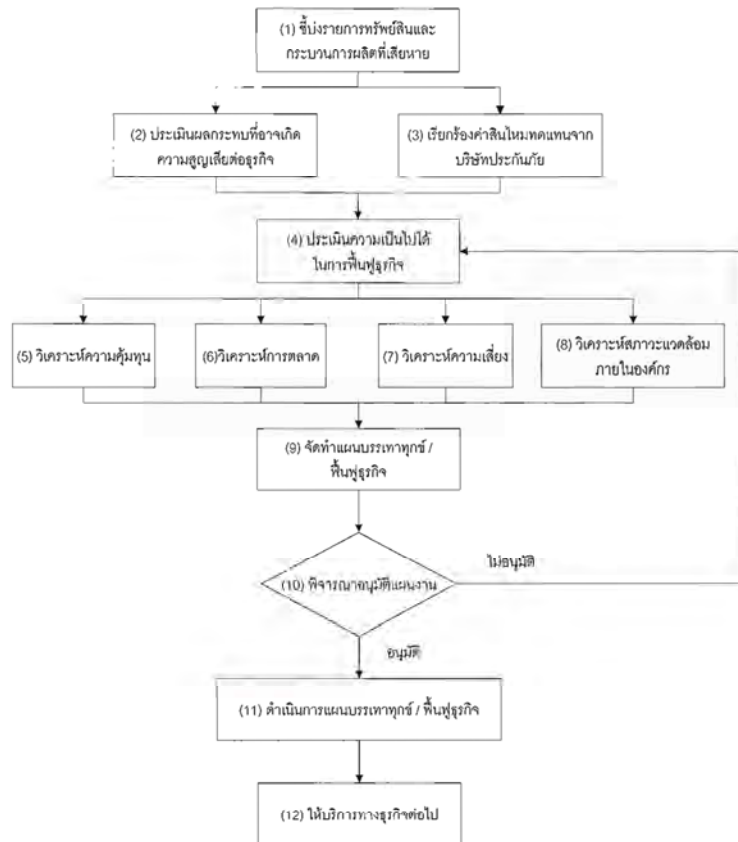 (1) ชี้บ่งรายการทรัพย์สินและ
กระบวนการผลิตที่เสียหาย
(2) ประเมินผลกระทบที่อาจเกิด
ความสูญเสียต่อธุรกิจ
(3) เรียกร้องค่าสินไหมทดแทนจาก
บริษัทประกันภัย
(4) ประเมินความเป็นไปได้
ในการฟื้นฟูธุรกิจ
(5) วิเคราะห์ความคุ้มทุน
(6)วิเคราะห์การตลาด
(7) วิเคราะห์ความเสี่ยง
(8) วิเคราะห์สภาวะแวดล้อม
ภายในองค์กร
(9) จัดทำแผนบรรเทาทุกข์ /
ฟื้นฟูธุรกิจ
(10) พิจารณาอนุมัติแผนงาน
ไม่อนุมัติ
อนุมัติ
(11) ดำเนินการแผนบรรเทาทุกข์ / ฟื้นฟูธุรกิจ
(12) ให้บริการทางธุรกิจต่อไป